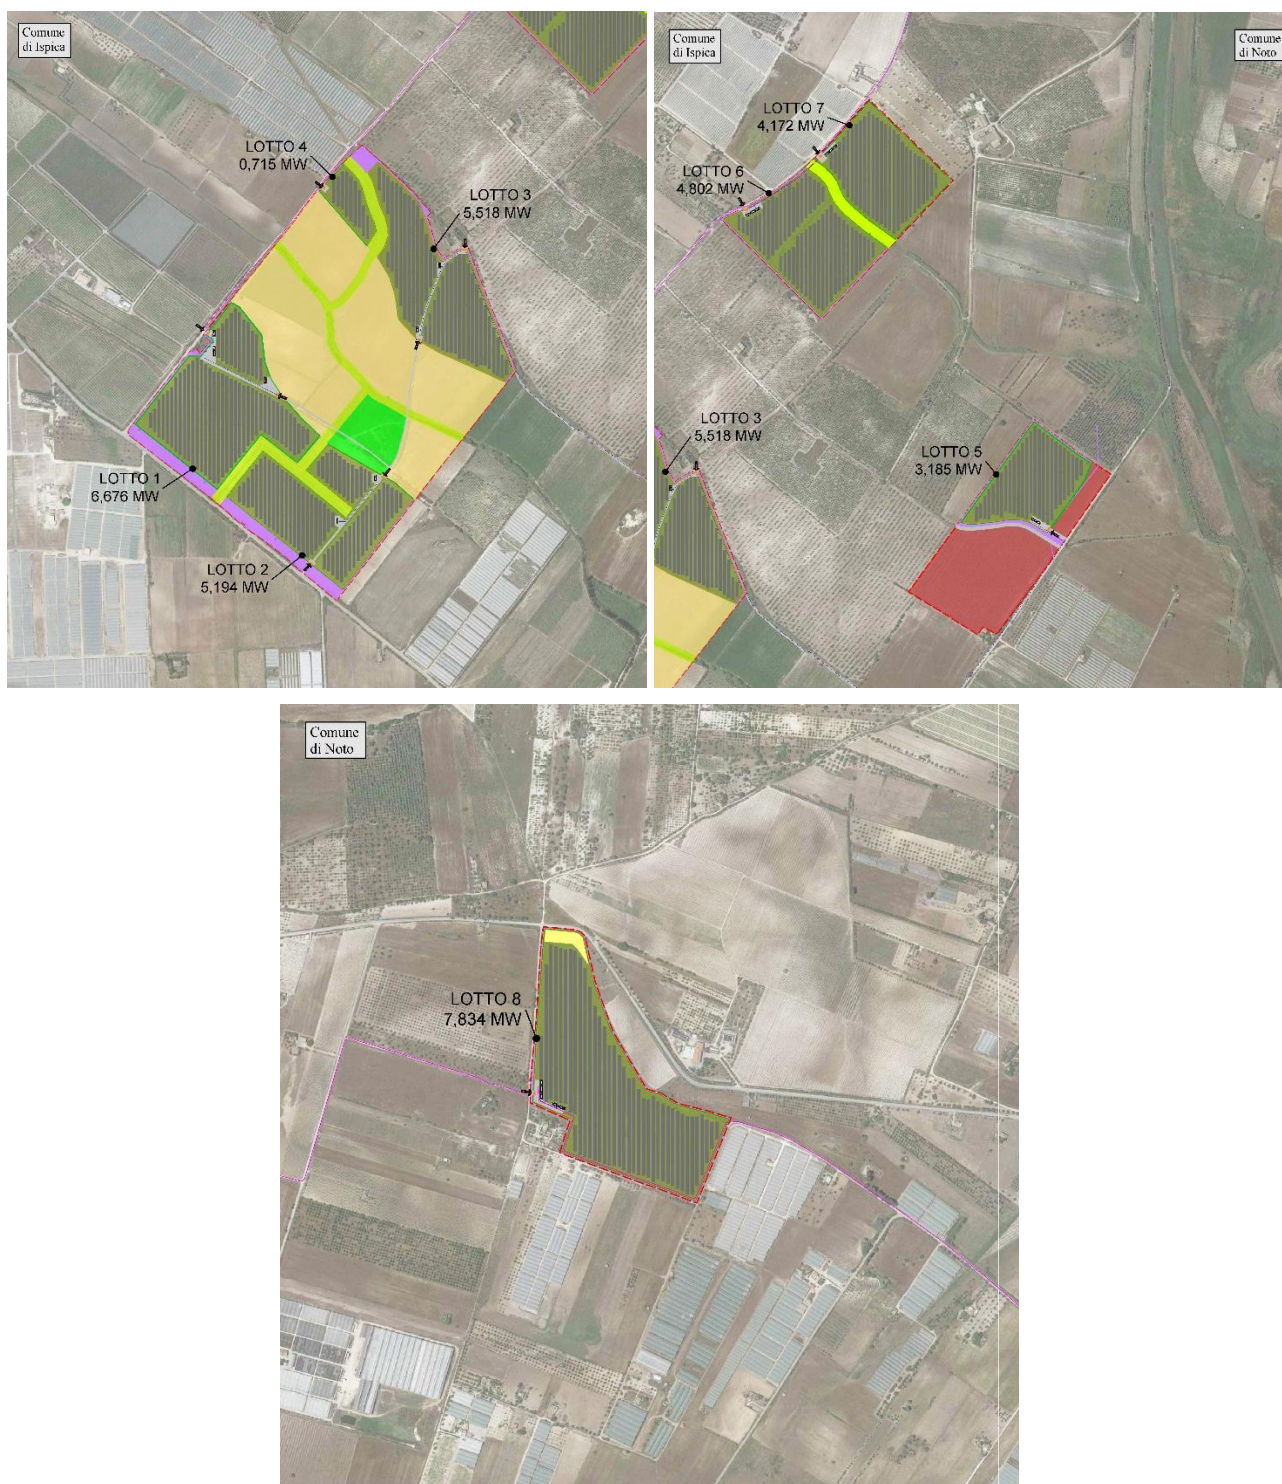 Comune
di Ispica
LOTTO 4
0,715 MW
LOTTO 3
5,518 MW
LOTTO 1
6,676 MW
LOTTO 2
5,194 MW
Comune
di Ispica
Comune
di Noto
LOTTO 7
4,172 MW
LOTTO 6
4,802 MW
LOTTO 3
5,518 MW
LOTTO 5
3,185 MW
Comune
di Noto
LOTTO 8
7,834 MW